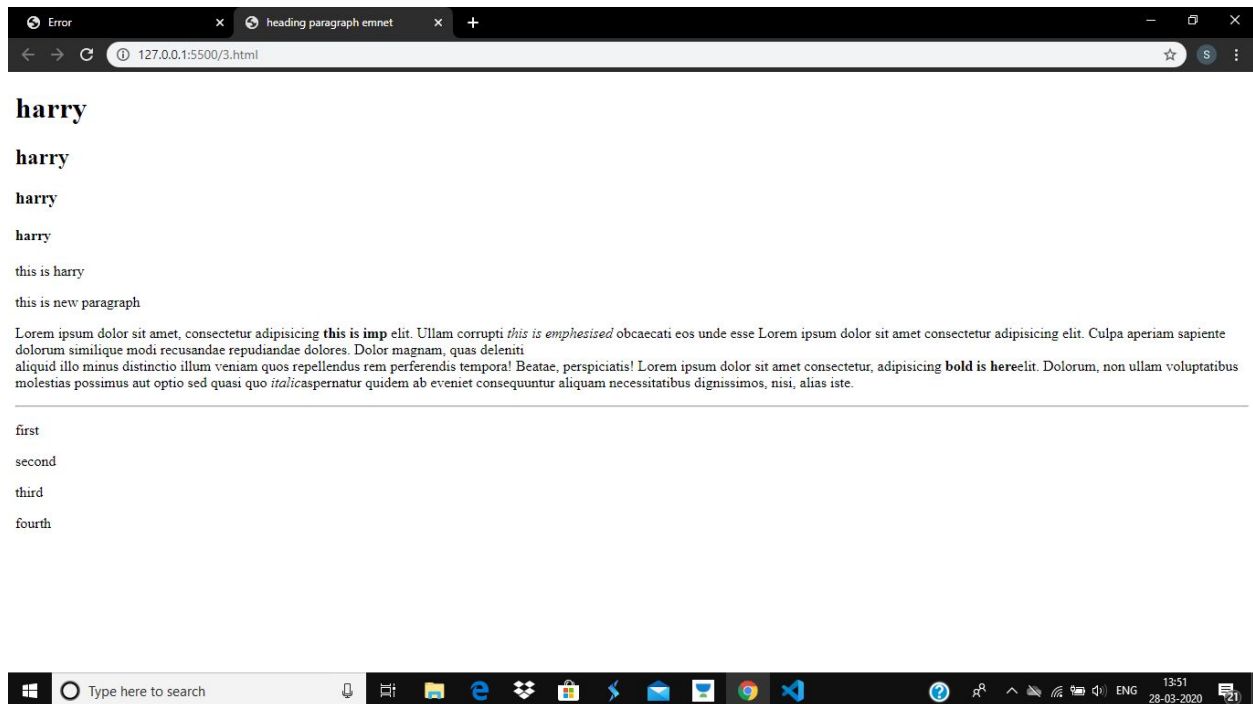 Error
heading paragraph emnet
127.0.0.1:5500/3.html
S
harry
harry
harry
harry
this is harry
this is new paragraph
Lorem ipsum dolor sit amet, consectetur adipisicing this is imp elit. Ullam corrupti this is emphesised obcaecati eos unde esse Lorem ipsum dolor sit amet consectetur adipisicing elit. Culpa aperiam sapiente
dolorum similique modi recusandae repudiandae dolores. Dolor magnam, quas deleniti
aliquid illo minus distinctio illum veniam quos repellendus rem perferendis tempora! Beatae, perspiciatis! Lorem ipsum dolor sit amet consectetur, adipisicing bold is hereelit. Dolorum, non ullam voluptatibus
molestias possimus aut optio sed quasi quo italicaspernatur quidem ab eveniet consequuntur aliquam necessitatibus dignissimos, nisi, alias iste.
first
second
third
fourth
Type here to search
ENG
13:51
28-03-2020
21